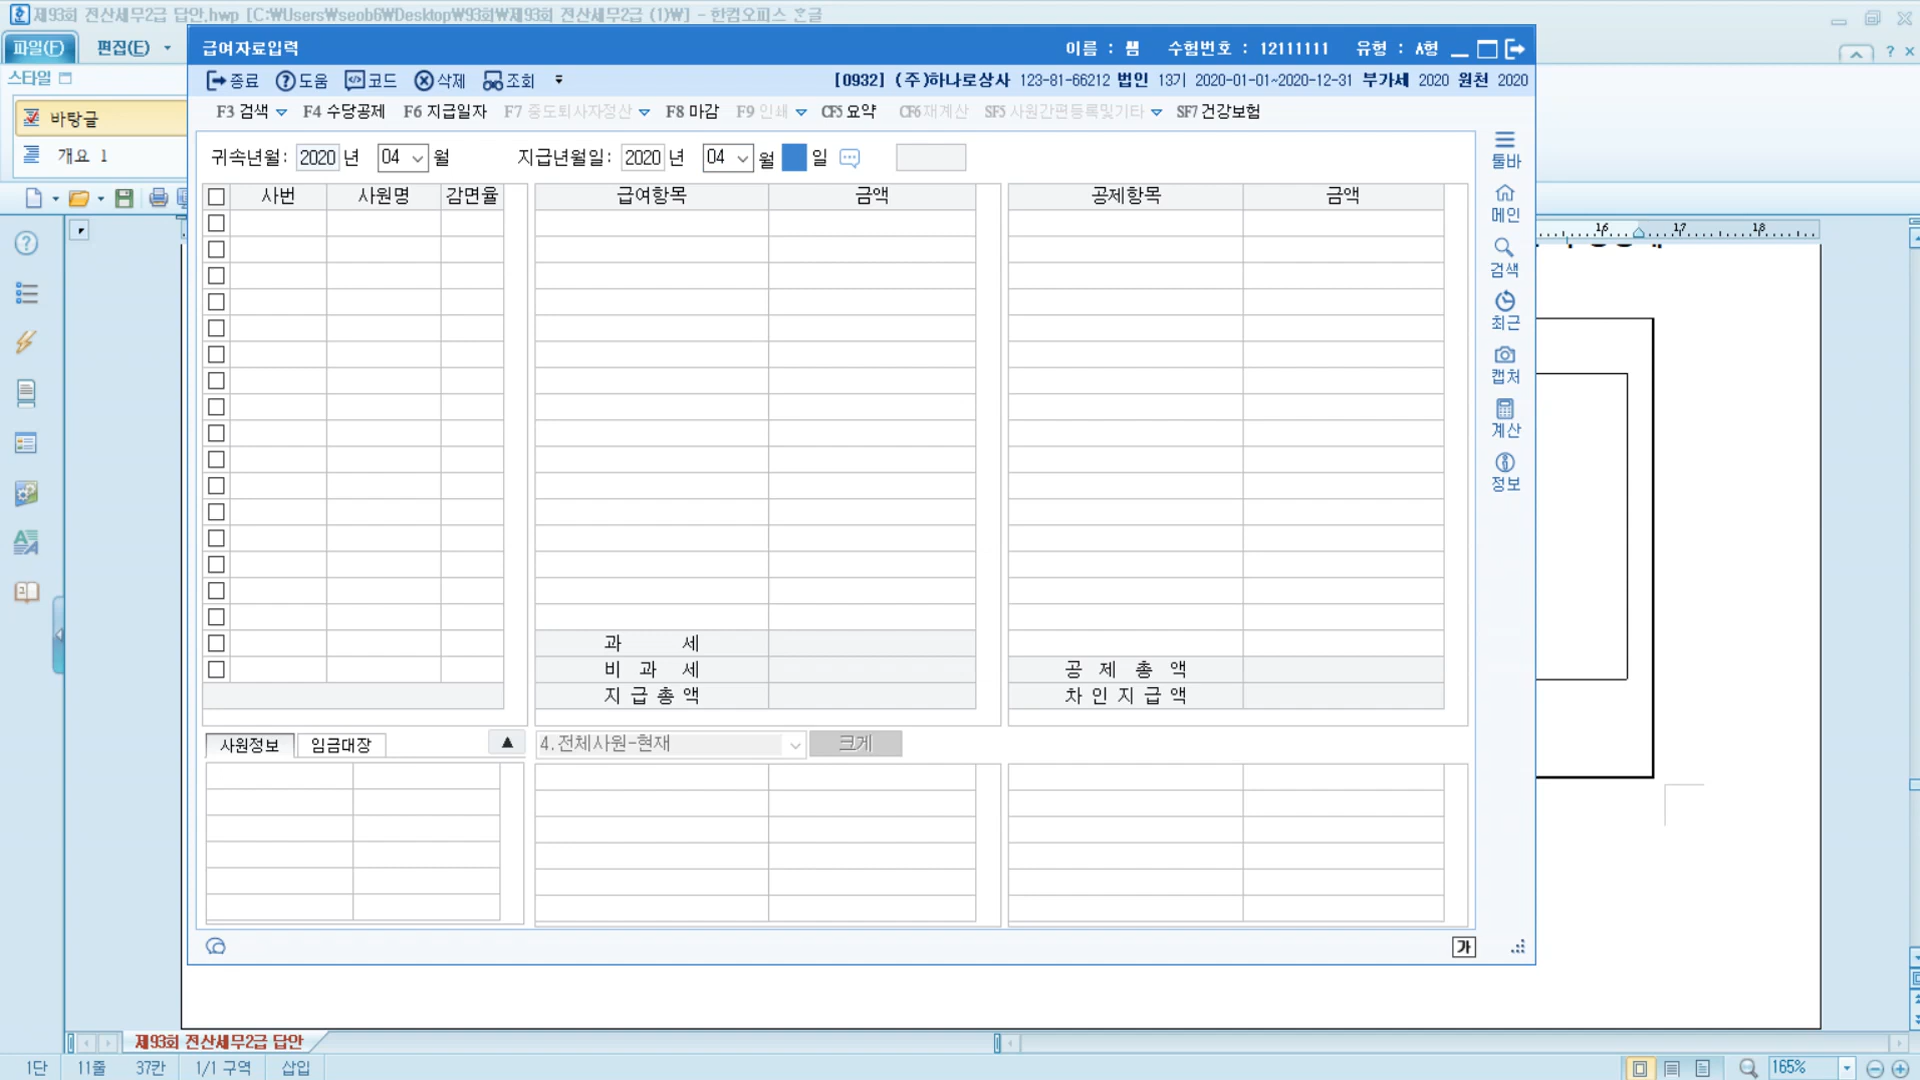 제93회 전산세무2급 답안.hwp [C:\Users\seob6\Desktop\93회\제93회 전산세무2급 (1)\] - 한컴오피스 한글
파일(F) 편집(E)
스타일
바탕글
개요 1
급여자료입력 이름 : 쌤 수험번호 : 12111111 유형 : A형
종료 도움 코드 삭제 조회 [0932] (주)하나로상사 123-81-66212 법인 13기 2020-01-01~2020-12-31 부가세 2020 원천 2020
F3 검색 F4 수당공제 F6 지급일자 F7 중도퇴사자정산 F8 마감 F9 인쇄 CF5 요약 CF6 재계산 SF5 사원간편등록및기타 SF7 건강보험
귀속년월: 2020 년 04 월 지급년월일: 2020 년 04 월 일
사번 사원명 감면율 급여항목 금액 공제항목 금액
과 세
비 과 세 공 제 총 액
지 급 총 액 차 인 지 급 액
사원정보 임금대장 ▲ 4.전체사원-현재 크게
가
툴바
메인
검색
최근
캡처
계산
정보
16 17 18
제93회 전산세무2급 답안
1단 11줄 37칸 1/1 구역 삽입 165%